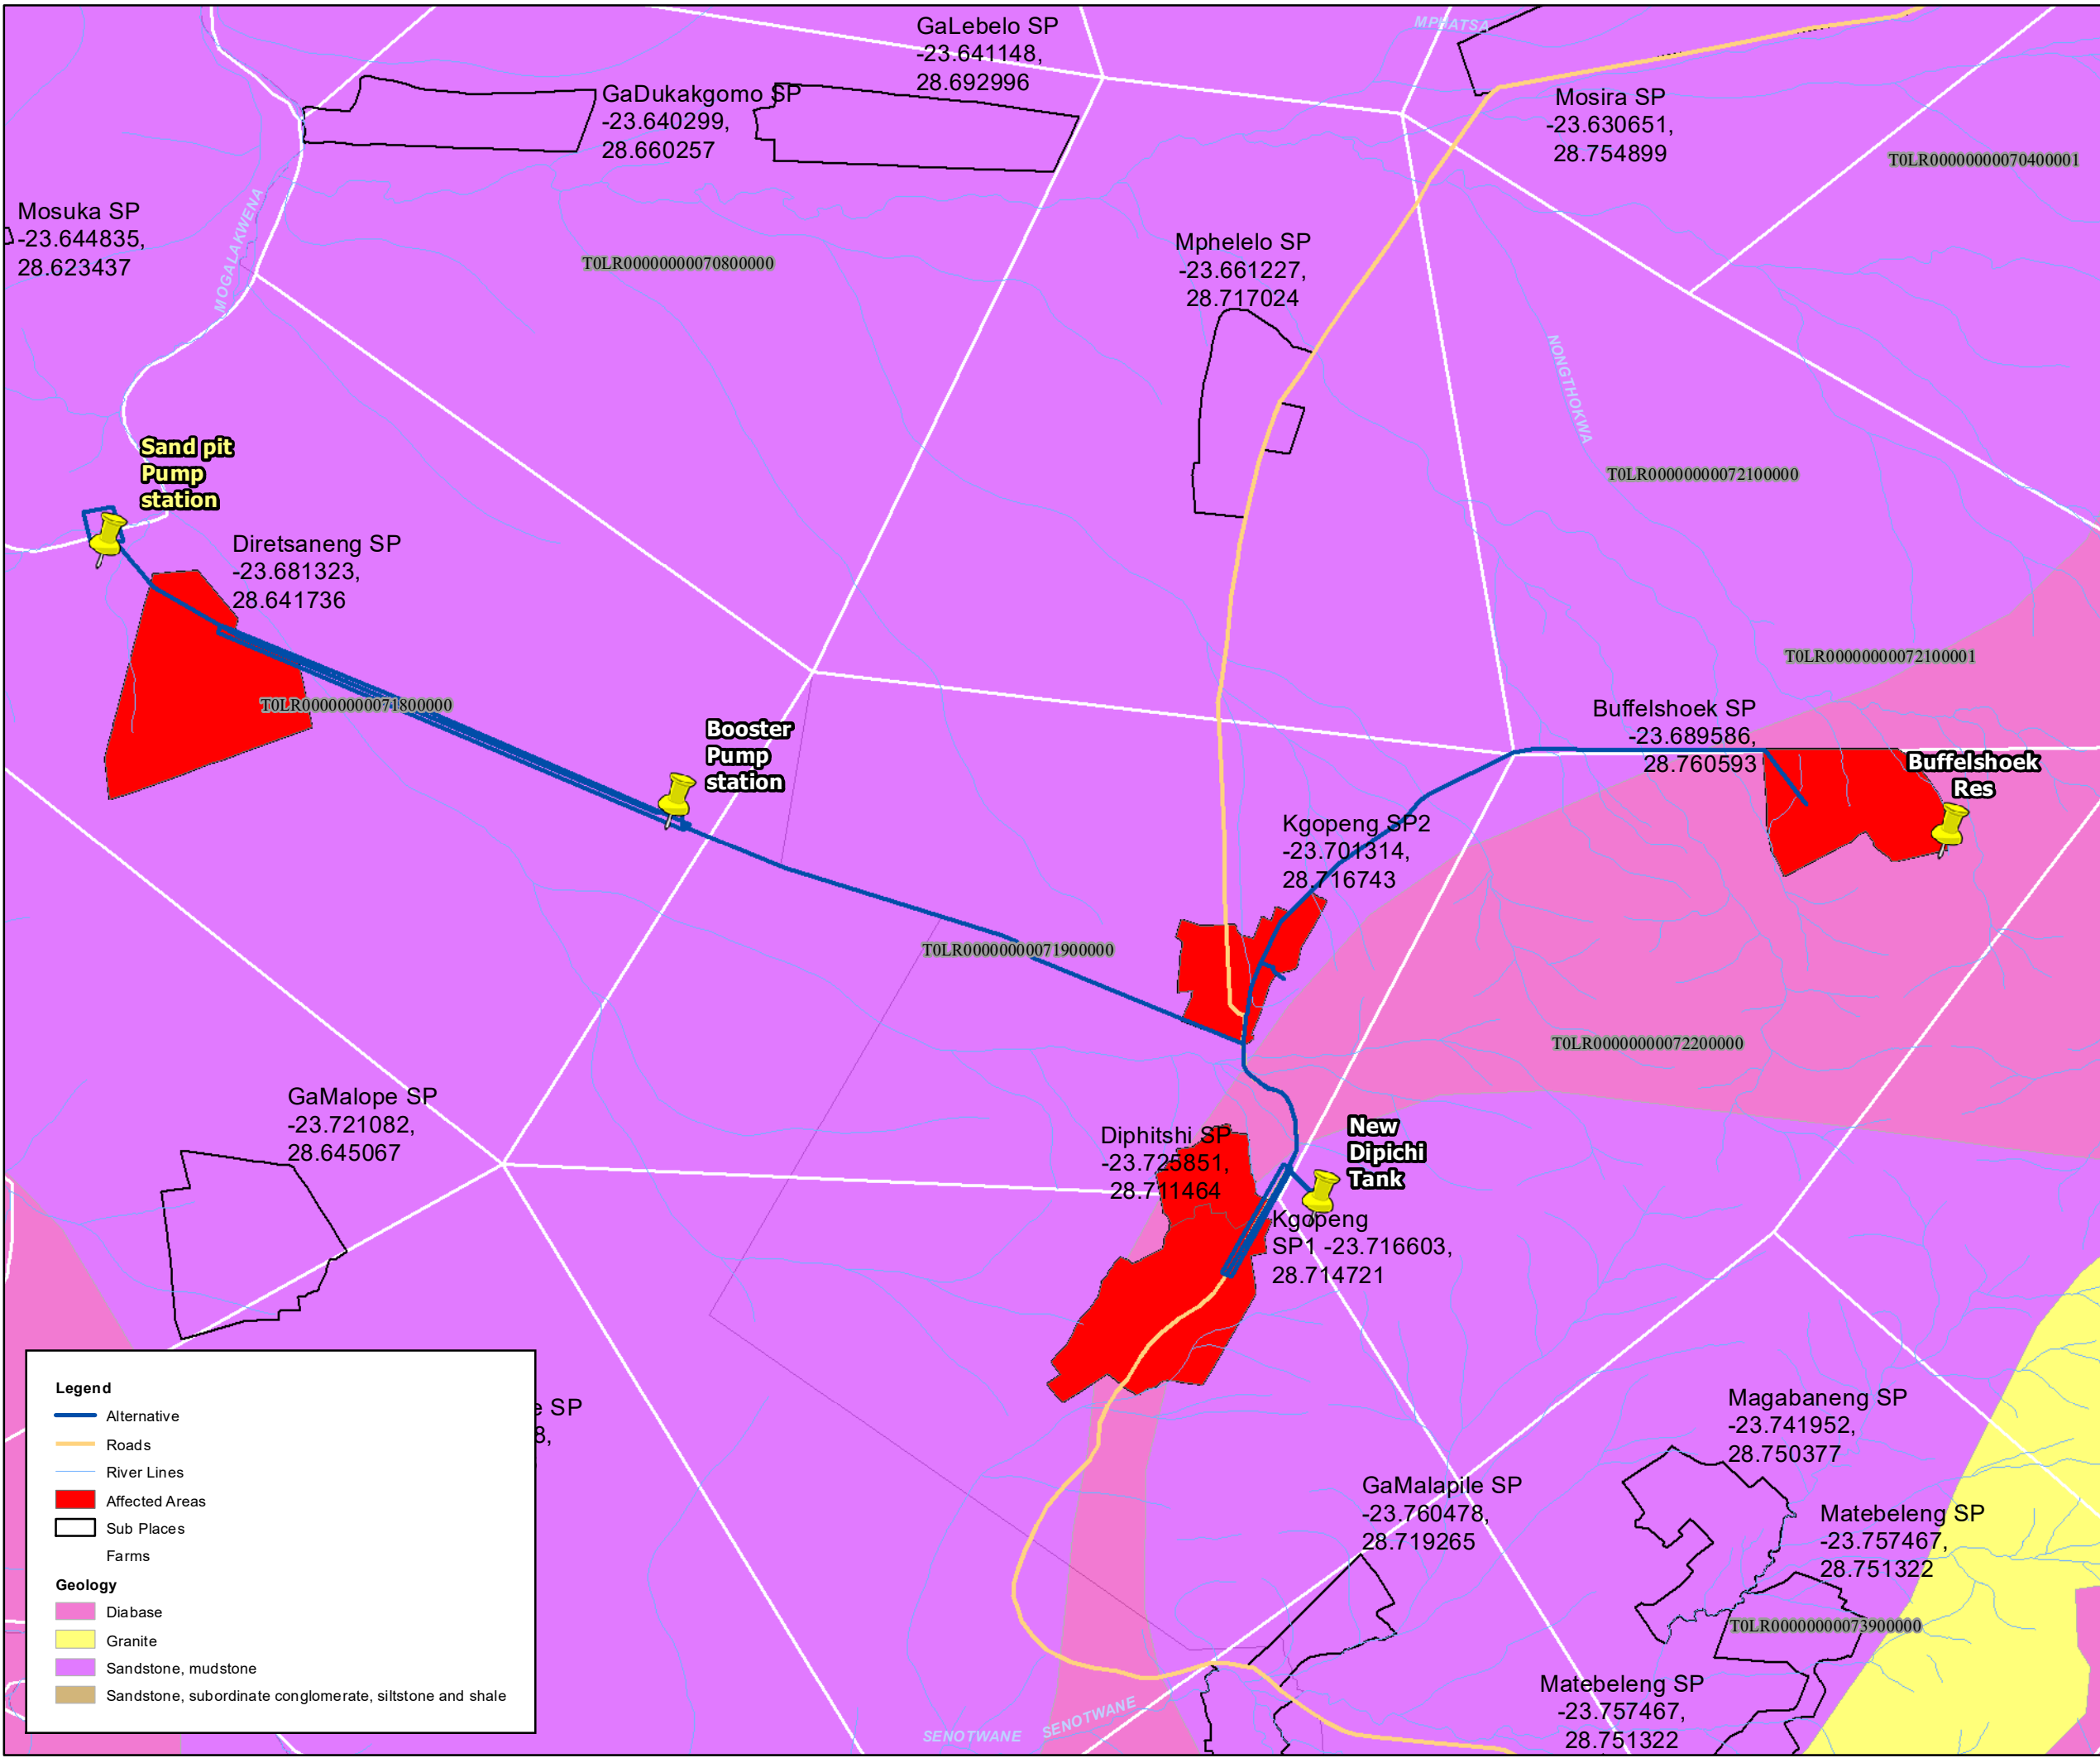 GaLebelo SP
-23.641148,
28.692996
MPHATSA
GaDukakgomo SP
-23.640299,
28.660257
Mosira SP
-23.630651,
28.754899
T0LR00000000070400001
Mosuka SP
-23.644835,
28.623437
MOGALAKWENA
T0LR00000000070800000
Mphelelo SP
-23.661227,
28.717024
NONGTHOKWA
Sand pit
Pump
station
T0LR00000000072100000
Diretsaneng SP
-23.681323,
28.641736
T0LR00000000072100001
T0LR00000000071800000
Booster
Pump
station
Buffelshoek SP
-23.689586,
28.760593
Buffelshoek
Res
Kgopeng SP2
-23.701314,
28.716743
T0LR00000000071900000
T0LR00000000072200000
GaMalope SP
-23.721082,
28.645067
Diphitshi SP
-23.725851,
28.711464
New
Dipichi
Tank
Kgopeng
SP1 -23.716603,
28.714721
e SP
8,
Magabaneng SP
-23.741952,
28.750377
GaMalapile SP
-23.760478,
28.719265
Matebeleng SP
-23.757467,
28.751322
T0LR00000000073900000
Matebeleng SP
-23.757467,
28.751322
SENOTWANE
SENOTWANE
Legend
Alternative
Roads
River Lines
Affected Areas
Sub Places
Farms
Geology
Diabase
Granite
Sandstone, mudstone
Sandstone, subordinate conglomerate, siltstone and shale